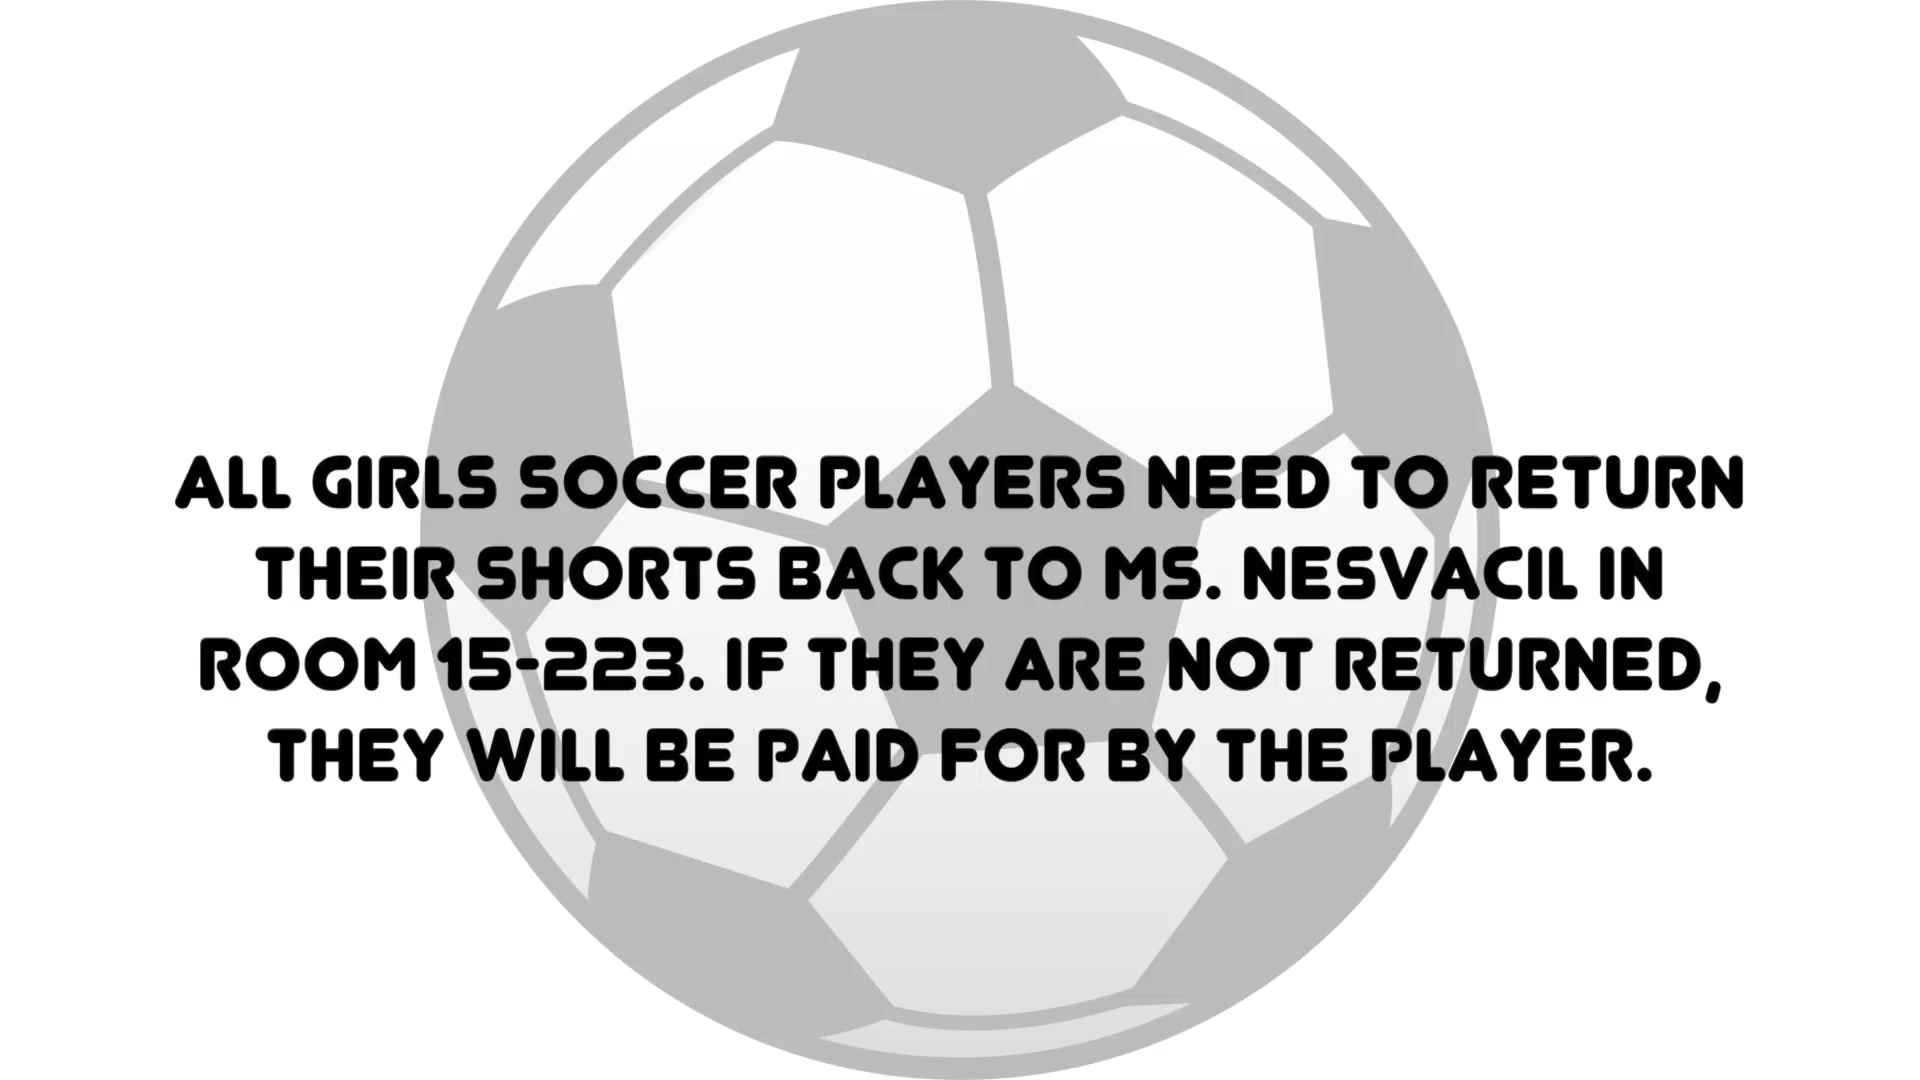 ALL GIRLS SOCCER PLAYERS NEED TO RETURN
THEIR SHORTS BACK TO MS. NESVACIL IN
ROOM 15-223. IF THEY ARE NOT RETURNED,
THEY WILL BE PAID FOR BY THE PLAYER.